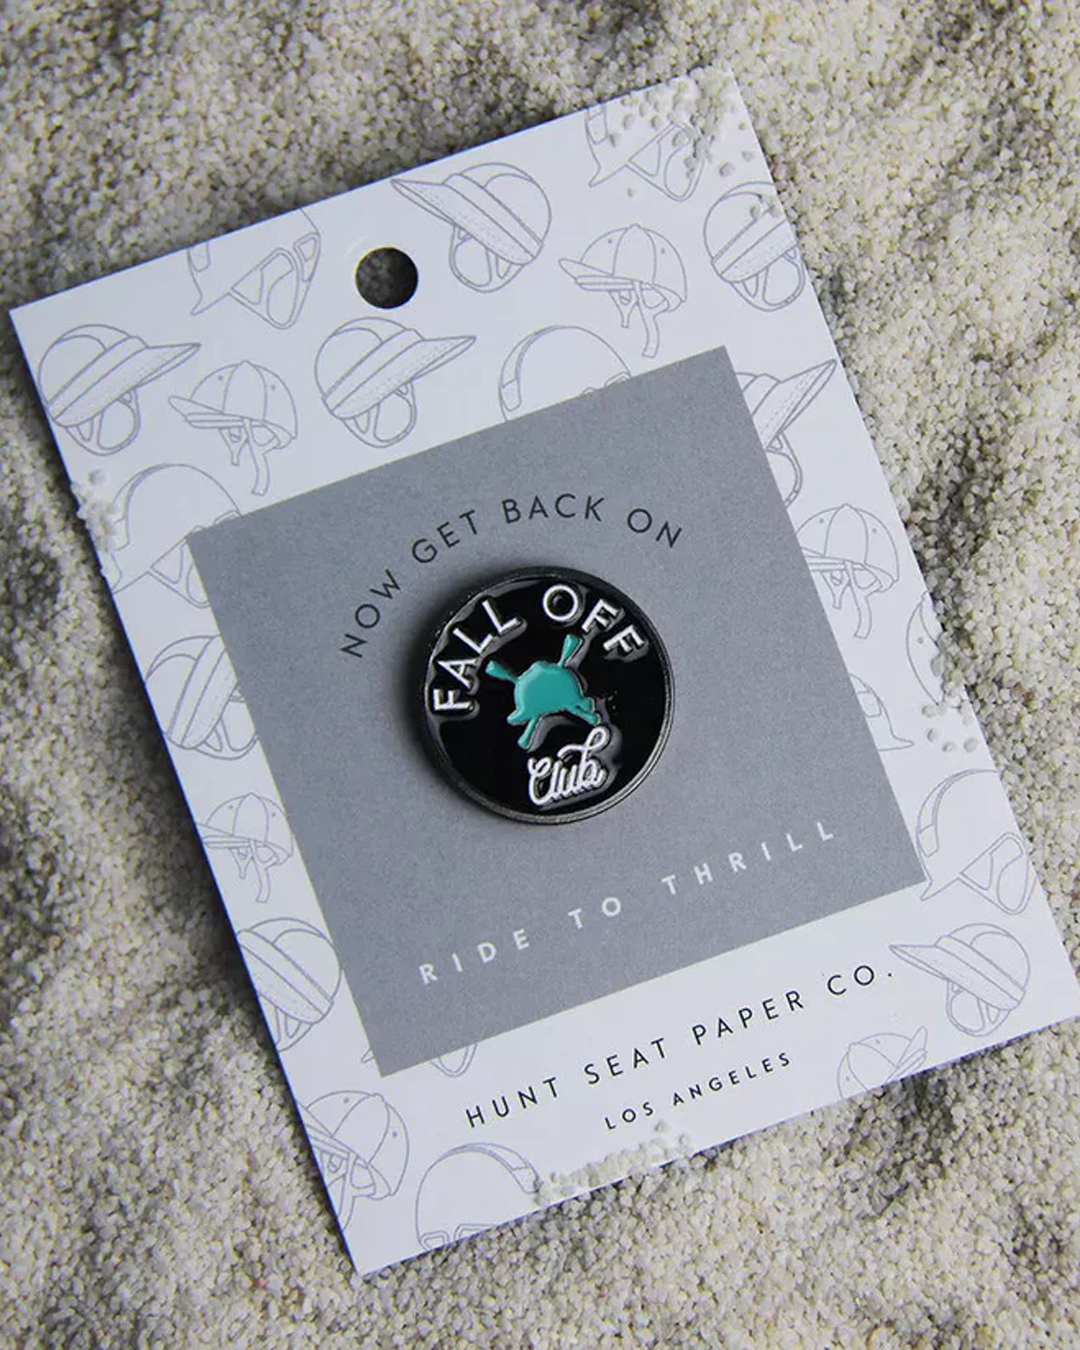 NOW GET BACK ON
FALL OFF
Club
RIDE TO THRILL
HUNT SEAT PAPER CO.
LOS ANGELES